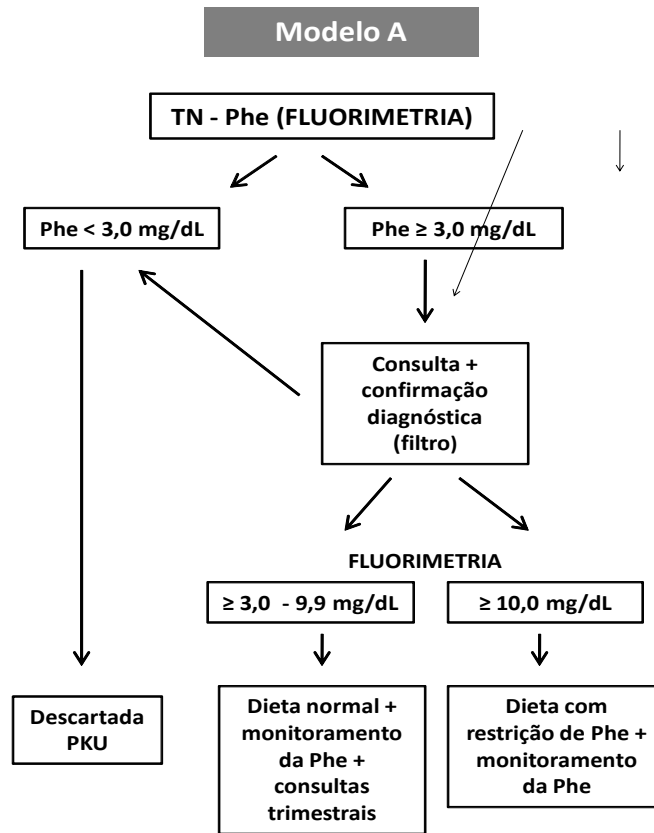 Modelo A
TN - Phe (FLUORIMETRIA)
Phe < 3,0 mg/dL
Phe ≥ 3,0 mg/dL
Consulta +
confirmação
diagnóstica
(filtro)
FLUORIMETRIA
≥ 3,0 - 9,9 mg/dL
≥ 10,0 mg/dL
Descartada
PKU
Dieta normal +
monitoramento
da Phe +
consultas
trimestrais
Dieta com
restrição de Phe +
monitoramento
da Phe